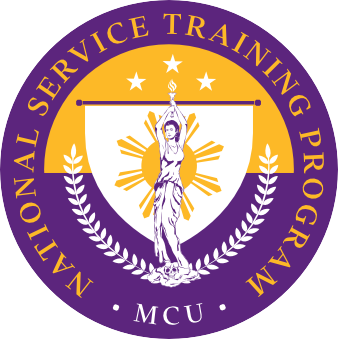 NATIONAL SERVICE TRAINING PROGRAM
• MCU •